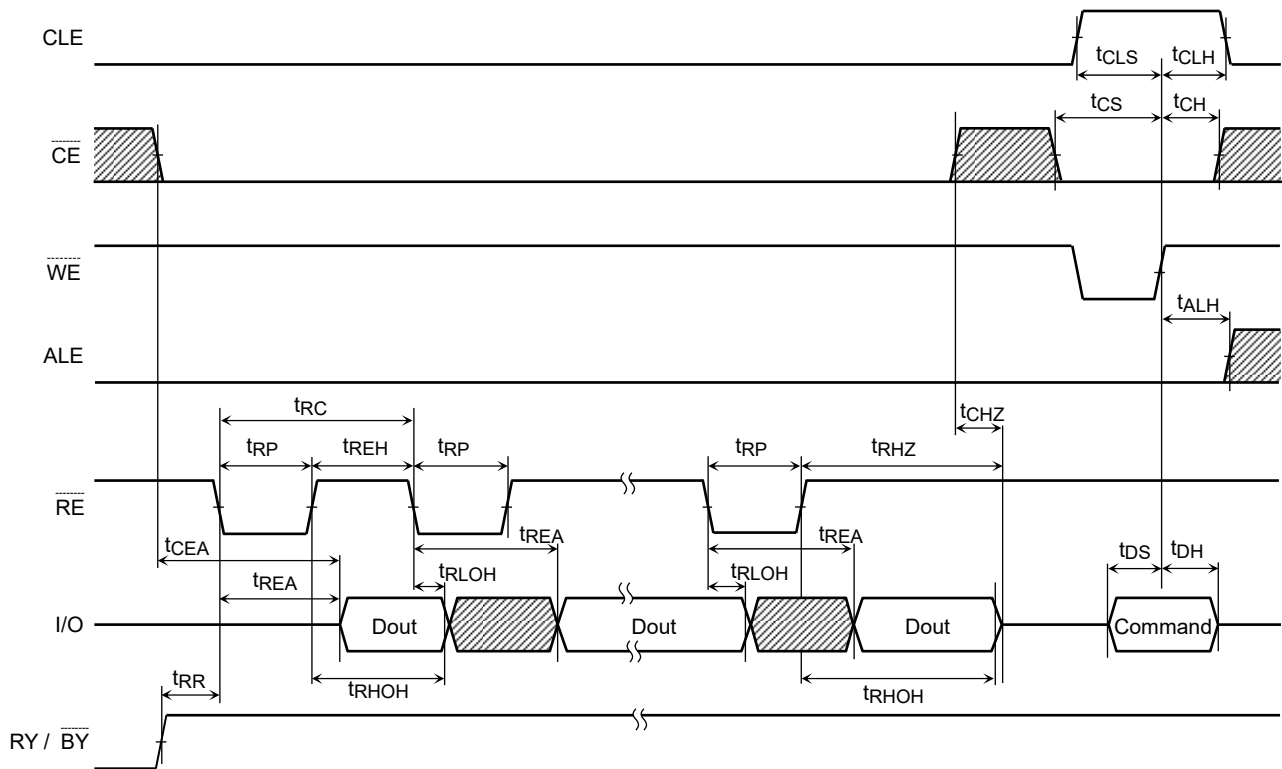 CLE
tCLS
tCLH
tCS
tCH
CE
WE
tALH
ALE
tRC
tCHZ
tRP
tREH
tRP
tRP
tRHZ
RE
tCEA
tREA
tREA
tREA
tRLOH
tRLOH
tDS
tDH
I/O
Dout
Dout
Dout
Command
tRR
tRHOH
tRHOH
RY / BY